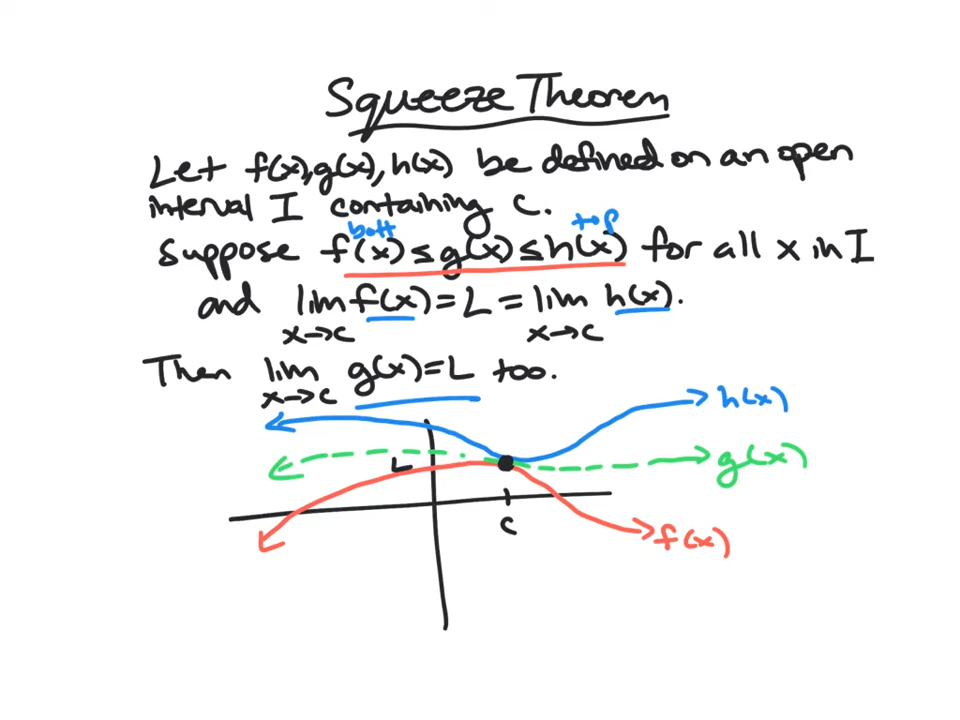 Squeeze Theorem
Let f(x), g(x), h(x) be defined on an open
interval I containing c.
bott top
Suppose f(x) ≤ g(x) ≤ h(x) for all x in I
and lim f(x) = L = lim h(x).
x→c x→c
Then lim g(x) = L too.
x→c
h(x)
g(x)
L
c
f(x)